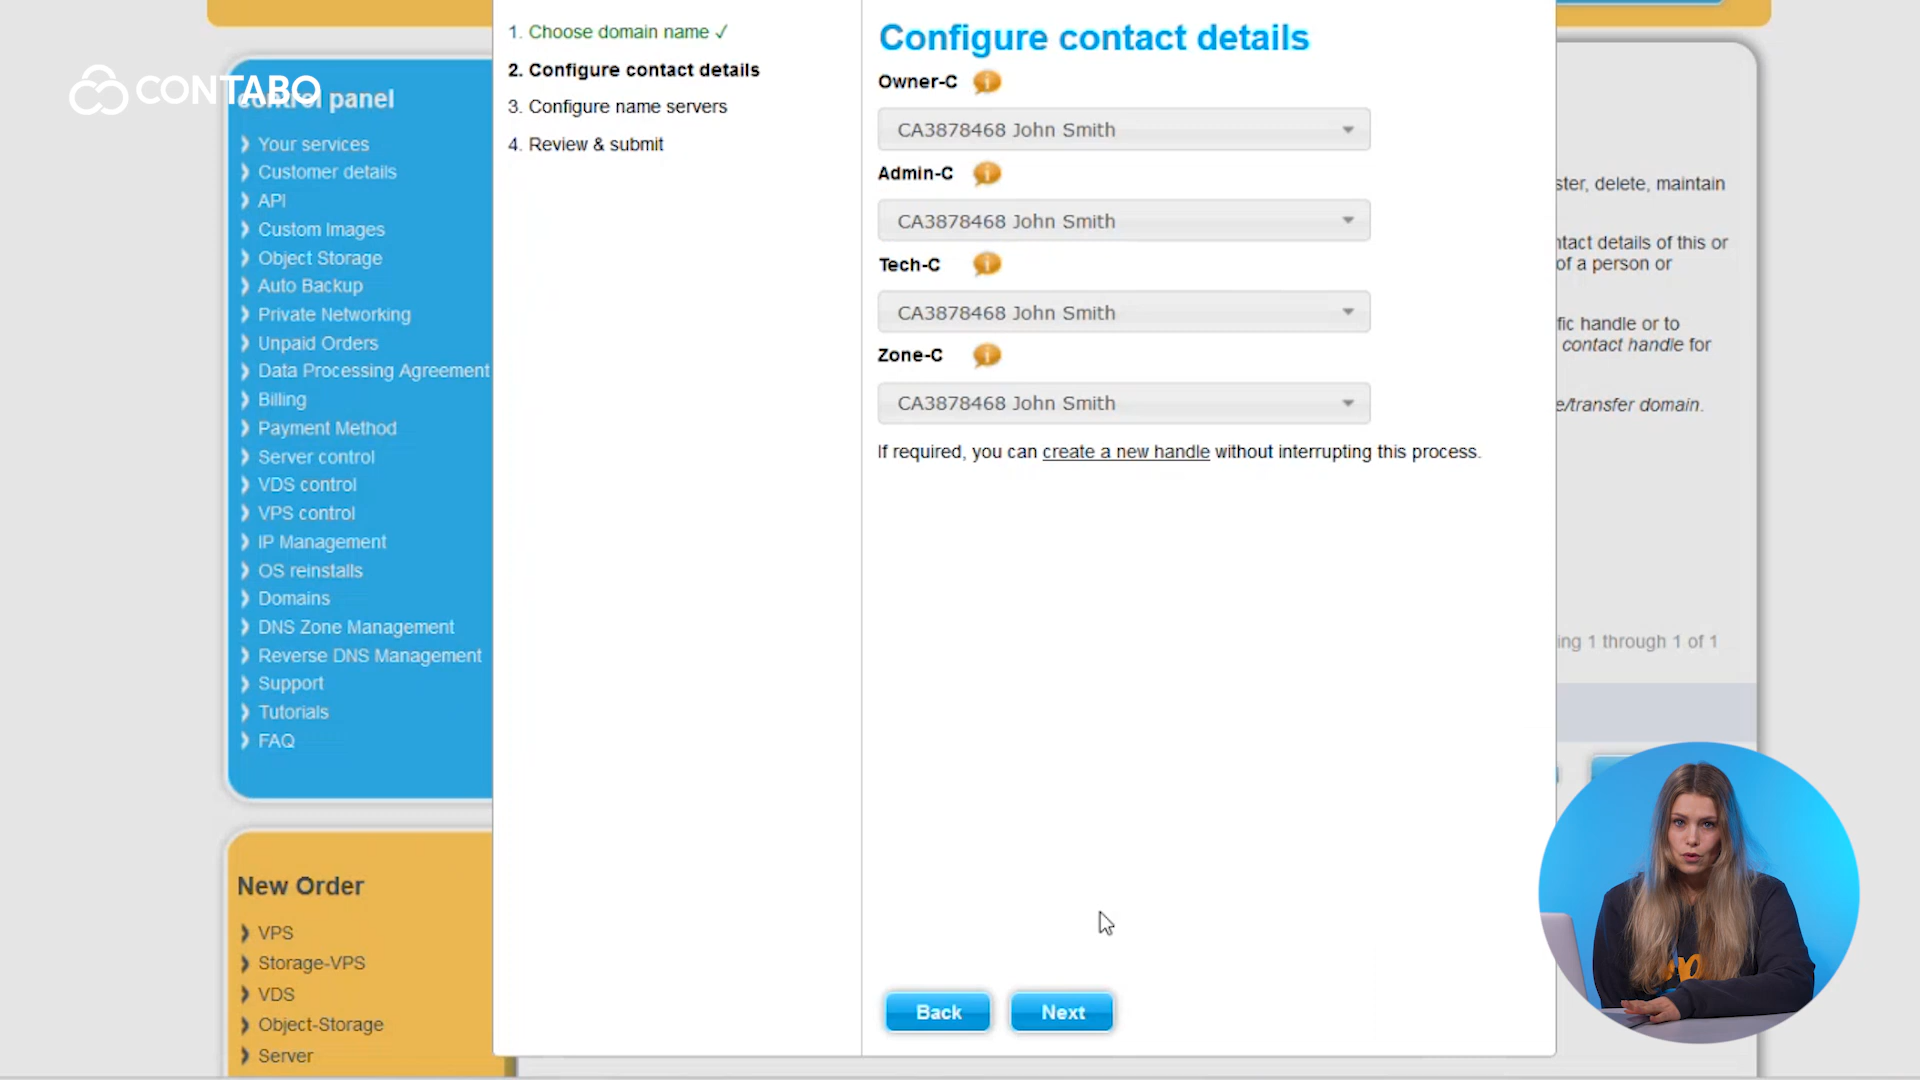 CONTABO
control panel
Your services
Customer details
API
Custom Images
Object Storage
Auto Backup
Private Networking
Unpaid Orders
Data Processing Agreement
Billing
Payment Method
Server control
VDS control
VPS control
IP Management
OS reinstalls
Domains
DNS Zone Management
Reverse DNS Management
Support
Tutorials
FAQ
New Order
VPS
Storage-VPS
VDS
Object-Storage
Server
1. Choose domain name ✓
2. Configure contact details
3. Configure name servers
4. Review & submit
Configure contact details
Owner-C
CA3878468 John Smith
Admin-C
CA3878468 John Smith
Tech-C
CA3878468 John Smith
Zone-C
CA3878468 John Smith
If required, you can create a new handle without interrupting this process.
Back Next
ster, delete, maintain
ntact details of this or
of a person or
fic handle or to
contact handle for
e/transfer domain.
ing 1 through 1 of 1